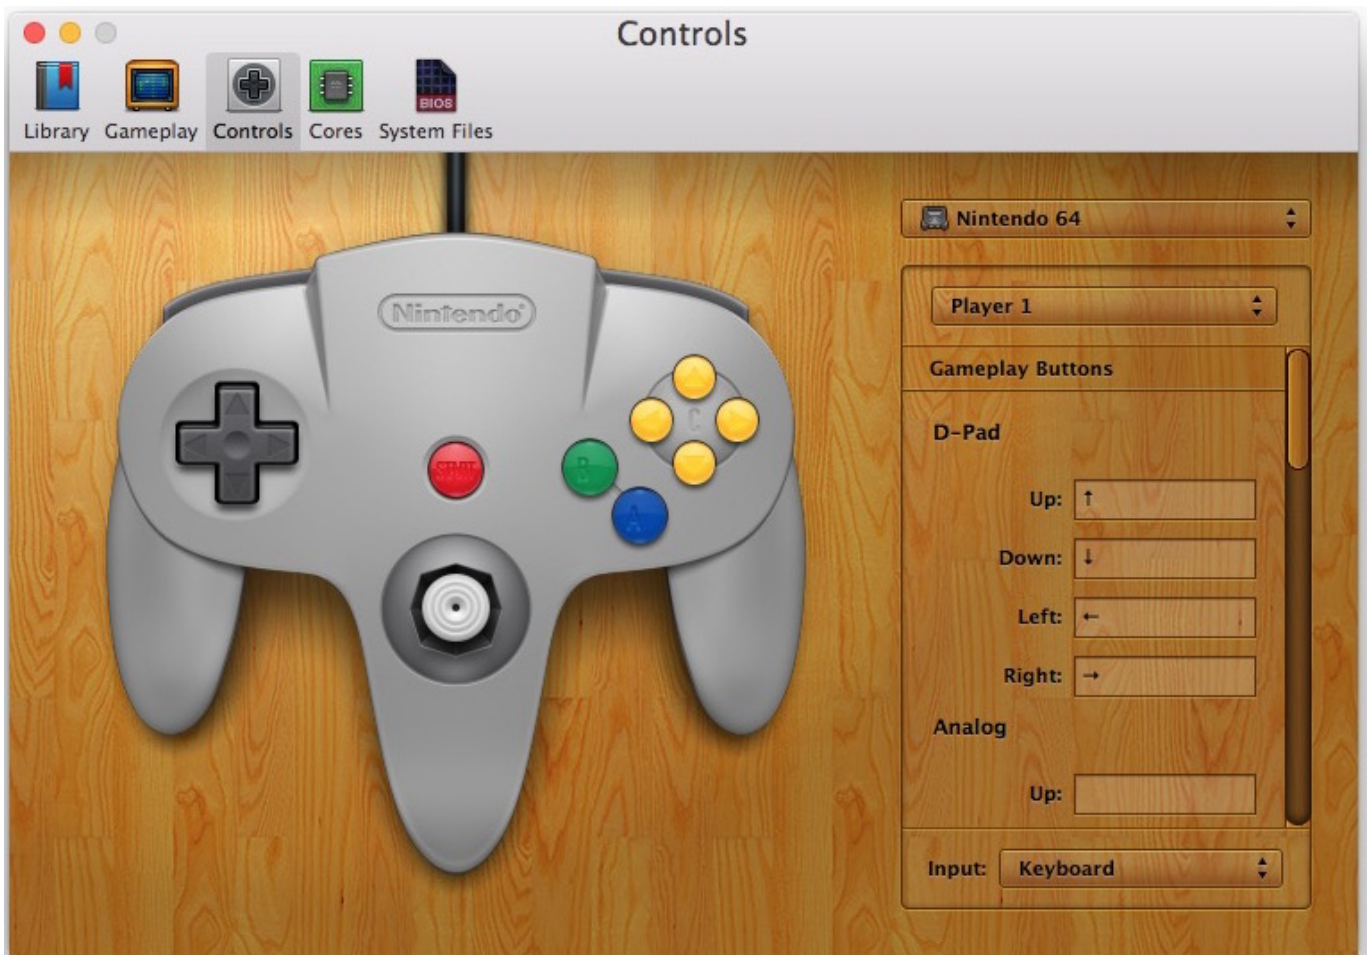 Controls
Library Gameplay Controls Cores System Files
BIOS
Nintendo 64
Player 1
Gameplay Buttons
D-Pad
Up: ↑
Down: ↓
Left: ←
Right: →
Analog
Up:
Input: Keyboard
Nintendo
C
START
B
A